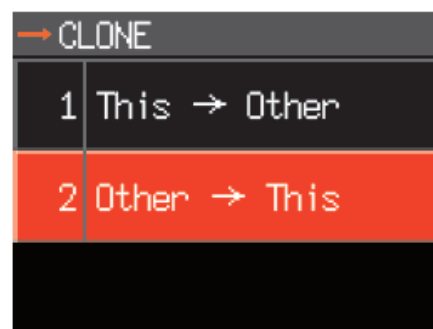 → CLONE
1 This → Other
2 Other → This